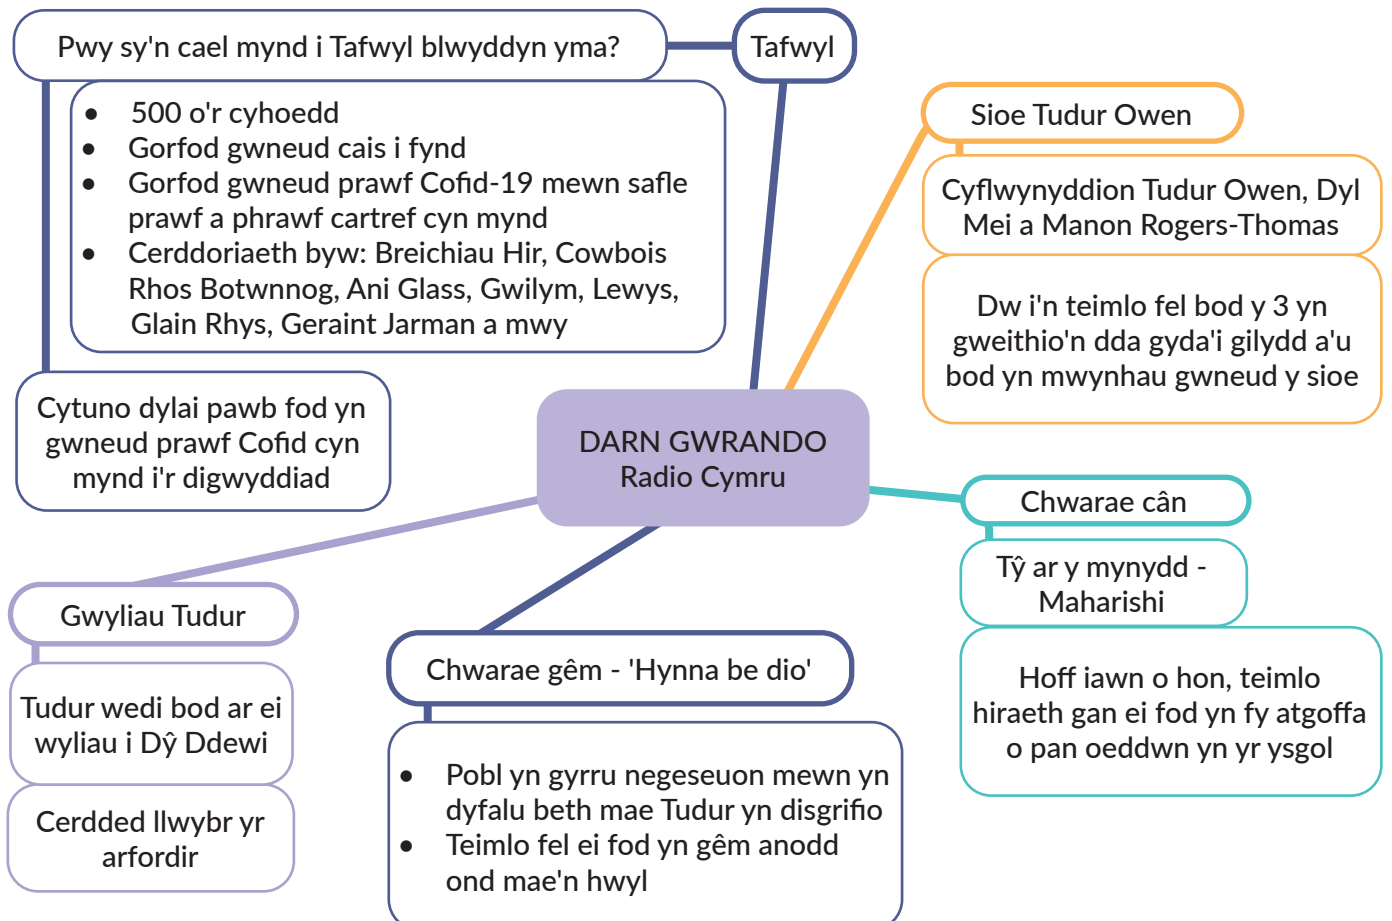 Pwy sy'n cael mynd i Tafwyl blwyddyn yma?
Tafwyl
• 500 o'r cyhoedd
• Gorfod gwneud cais i fynd
• Gorfod gwneud prawf Cofid-19 mewn safle
prawf a phrawf cartref cyn mynd
• Cerddoriaeth byw: Breichiau Hir, Cowbois
Rhos Botwnnog, Ani Glass, Gwilym, Lewys,
Glain Rhys, Geraint Jarman a mwy
Cytuno dylai pawb fod yn
gwneud prawf Cofid cyn
mynd i'r digwyddiad
Sioe Tudur Owen
Cyflwynyddion Tudur Owen, Dyl
Mei a Manon Rogers-Thomas
Dw i'n teimlo fel bod y 3 yn
gweithio'n dda gyda'i gilydd a'u
bod yn mwynhau gwneud y sioe
DARN GWRANDO
Radio Cymru
Chwarae cân
Tŷ ar y mynydd -
Maharishi
Hoff iawn o hon, teimlo
hiraeth gan ei fod yn fy atgoffa
o pan oeddwn yn yr ysgol
Gwyliau Tudur
Tudur wedi bod ar ei
wyliau i Dŷ Ddewi
Cerdded llwybr yr
arfordir
Chwarae gêm - 'Hynna be dio'
• Pobl yn gyrru negeseuon mewn yn
dyfalu beth mae Tudur yn disgrifio
• Teimlo fel ei fod yn gêm anodd
ond mae'n hwyl